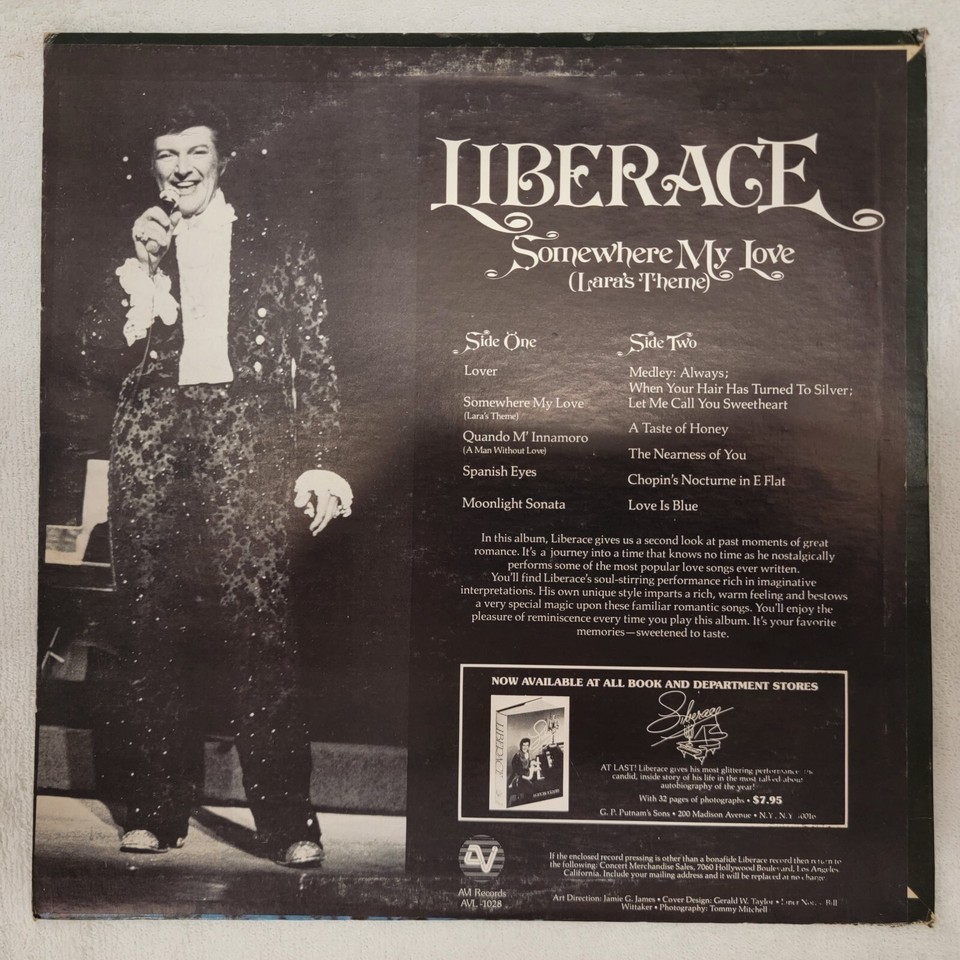 LIBERACE
Somewhere My Love
(Lara's Theme)
Side One
Lover
Somewhere My Love
(Lara's Theme)
Quando M' Innamoro
(A Man Without Love)
Spanish Eyes
Moonlight Sonata
Side Two
Medley: Always;
When Your Hair Has Turned To Silver;
Let Me Call You Sweetheart
A Taste of Honey
The Nearness of You
Chopin's Nocturne in E Flat
Love Is Blue
In this album, Liberace gives us a second look at past moments of great
romance. It's a journey into a time that knows no time as he nostalgically
performs some of the most popular love songs ever written.
You'll find Liberace's soul-stirring performance rich in imaginative
interpretations. His own unique style imparts a rich, warm feeling and bestows
a very special magic upon these familiar romantic songs. You'll enjoy the
pleasure of reminiscence every time you play this album. It's your favorite
memories—sweetened to taste.
NOW AVAILABLE AT ALL BOOK AND DEPARTMENT STORES
LIBERACE
Liberace
AT LAST! Liberace gives his most glittering performance
candid, inside story of his life in the most talked about
autobiography of the year!
With 32 pages of photographs • $7.95
G. P. Putnam's Sons • 200 Madison Avenue • N.Y., N.Y.
AV
AVI Records
AVL-1028
If the enclosed record pressing is other than a bonafide Liberace record then return to
the following: Concert Merchandise Sales, 7060 Hollywood Boulevard, Los Angeles
California. Include your mailing address and it will be replaced at no charge
Art Direction: Jamie G. James • Cover Design: Gerald W. Taylor • Liner Notes: Bill
Wittaker • Photography: Tommy Mitchell